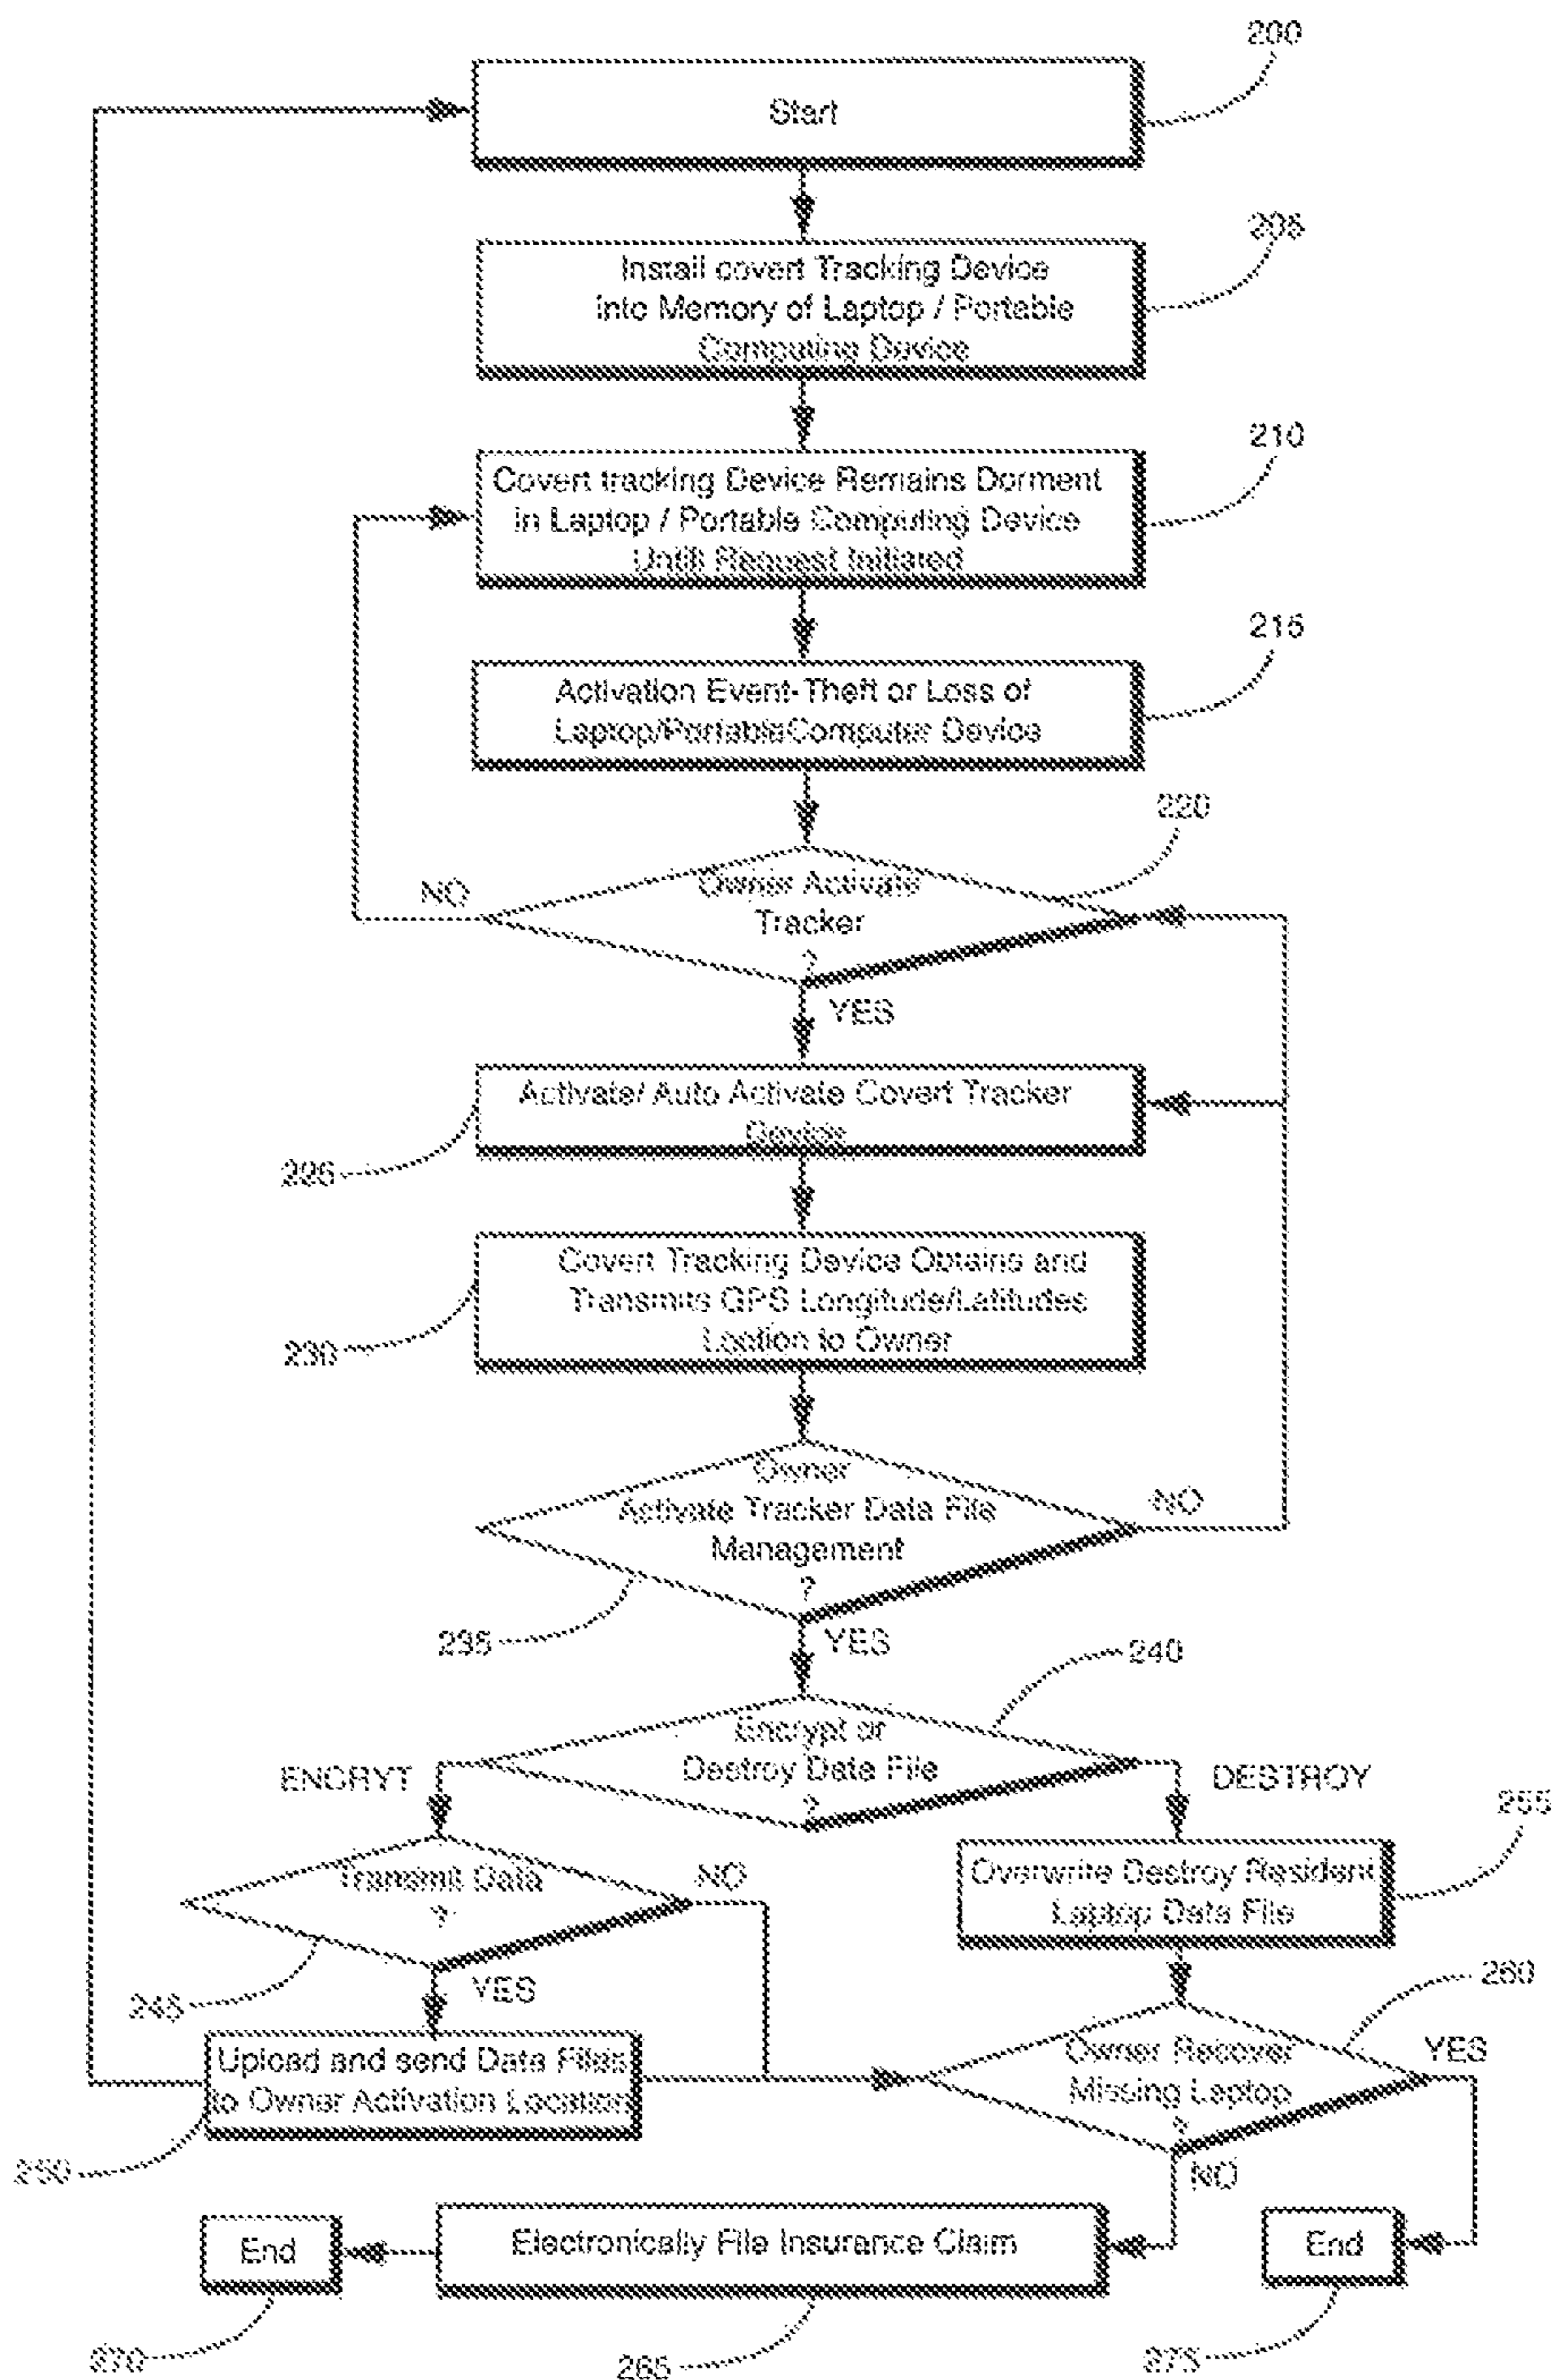 200
Start
205
Install covert Tracking Device
into Memory of Laptop / Portable
Computing Device
210
Covert tracking Device Remains Dorment
in Laptop / Portable Computing Device
Until Request Initiared
215
Activation Event-Theft or Loss of
Laptop/PortableComputer Device
220
Owner Activate
Tracker
?
NO
YES
Activate/ Auto Activate Covert Tracker
Device
225
Covert Tracking Device Obtains and
Transmits GPS Longitude/Latitudes
Loction to Owner
230
Owner
Activate Tracker Data File
Management
?
NO
235
YES
240
Encrypt or
Destroy Data File
?
ENCRYT
DESTROY
255
Transmit Data
?
NO
Overwrite Destroy Resident
Laptop Data File
245
YES
260
Upload and send Data Files
to Owner Activation Location
Owner Recover
Missing Laptop
?
YES
250
NO
End
Electronically File Insurance Claim
End
270
265
275